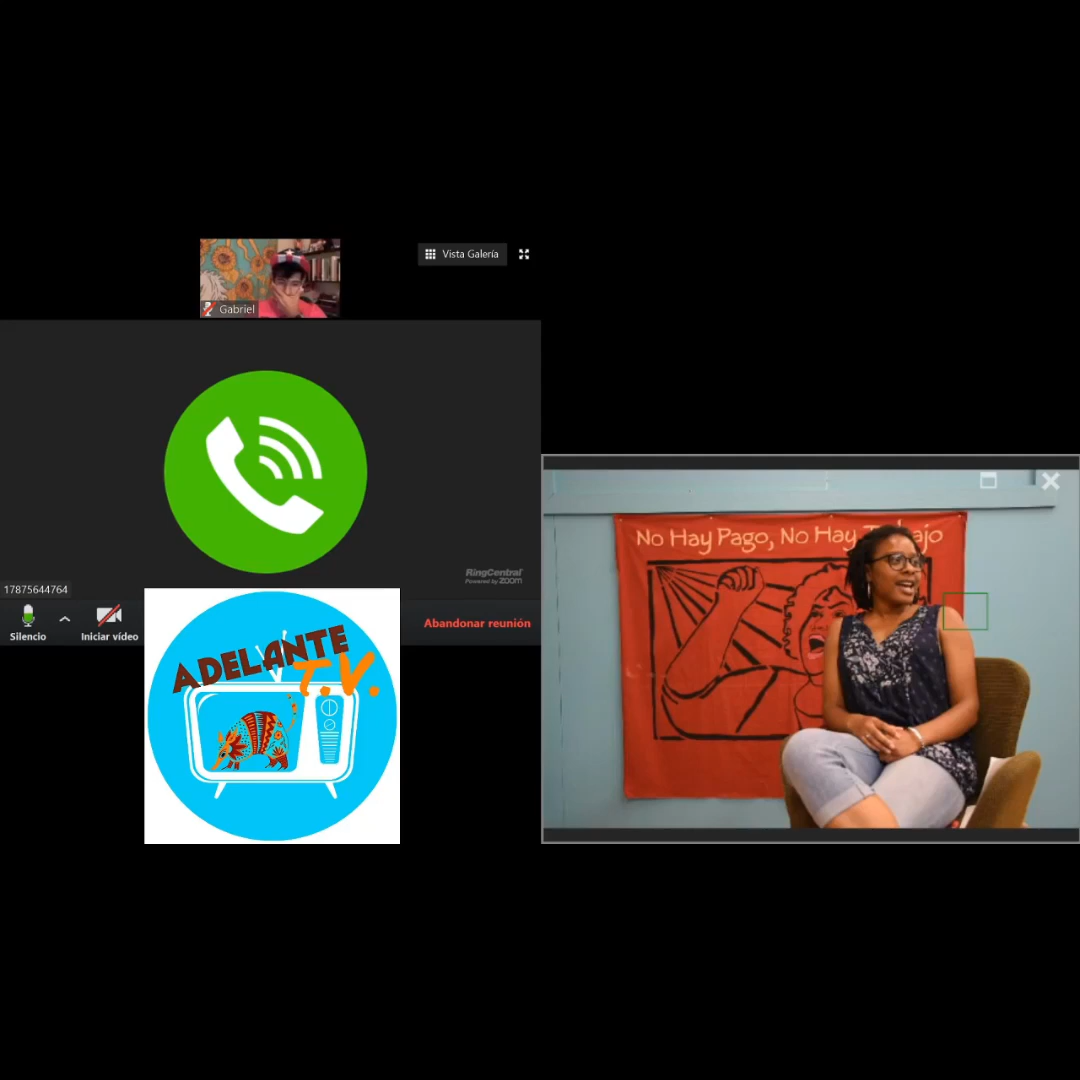 Vista Galería
Gabriel
RingCentral
Powered by zoom
17875644764
Silencio
Iniciar vídeo
Abandonar reunión
ADELANTE
T.V.
No Hay Pago, No Hay
ajo